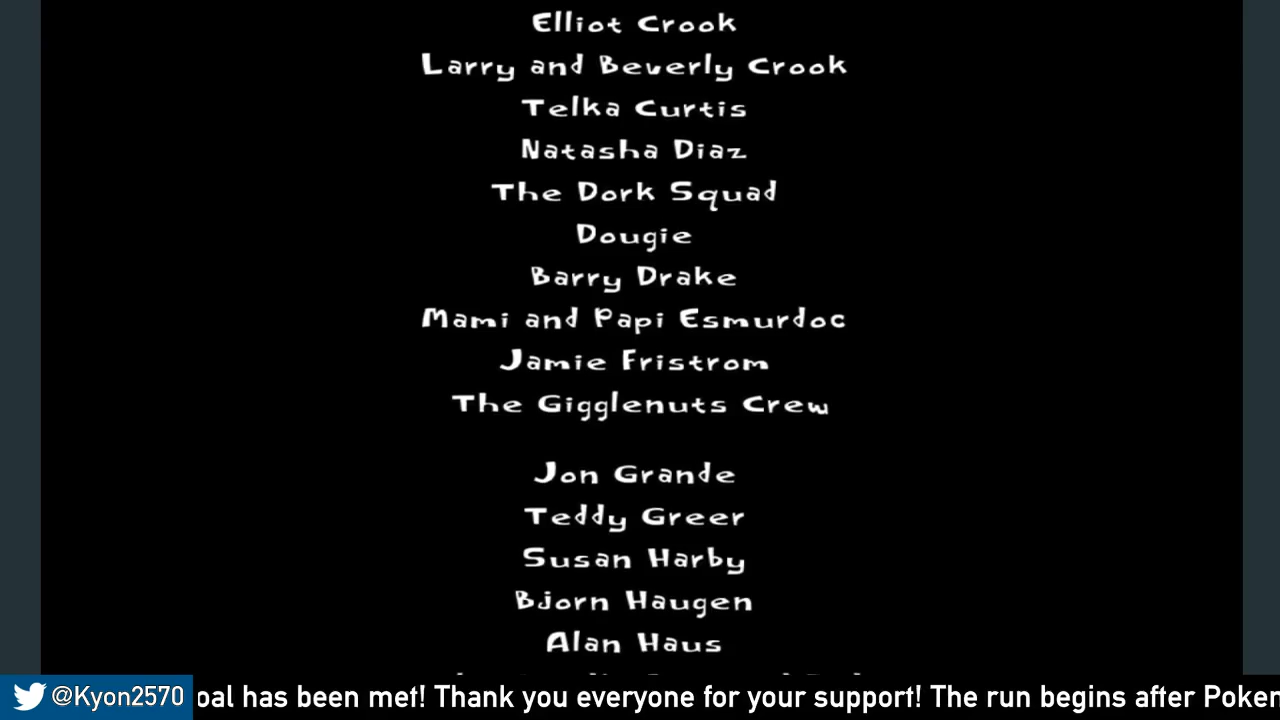 Elliot Crook
Larry and Beverly Crook
Telka Curtis
Natasha Diaz
The Dork Squad
Dougie
Barry Drake
Mami and Papi Esmurdoc
Jamie Fristrom
The Gigglenuts Crew
Jon Grande
Teddy Greer
Susan Harby
Bjorn Haugen
Alan Haus
@Kyon2570 oal has been met! Thank you everyone for your support! The run begins after Poken